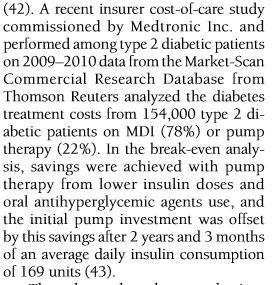 (42). A recent insurer cost-of-care study
commissioned by Medtronic Inc. and
performed among type 2 diabetic patients
on 2009–2010 data from the Market-Scan
Commercial Research Database from
Thomson Reuters analyzed the diabetes
treatment costs from 154,000 type 2 di-
abetic patients on MDI (78%) or pump
therapy (22%). In the break-even analy-
sis, savings were achieved with pump
therapy from lower insulin doses and
oral antihyperglycemic agents use, and
the initial pump investment was offset
by this savings after 2 years and 3 months
of an average daily insulin consumption
of 169 units (43).